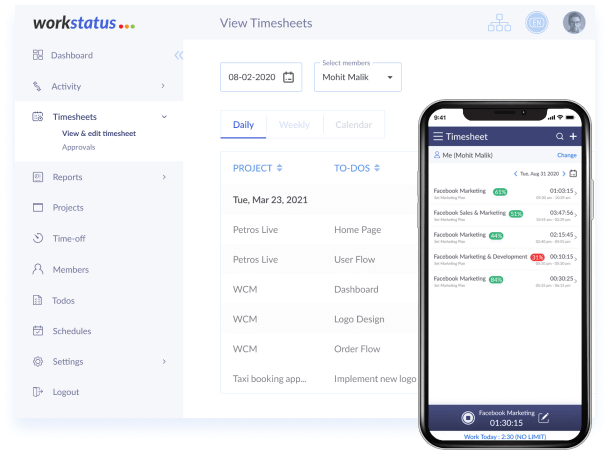 workstatus
View Timesheets
Dashboard
Activity
Timesheets
View & edit timesheet
Approvals
Reports
Projects
Time-off
Members
Todos
Schedules
Settings
Logout
08-02-2020
Select members
Mohit Malik
Daily Weekly Calendar
PROJECT TO-DOS
Tue, Mar 23, 2021
Petros Live Home Page
Petros Live User Flow
WCM Dashboard
WCM Logo Design
WCM Order Flow
Taxi booking app... Implement new logo
9:41
Timesheet
Me (Mohit Malik) Change
Tue, Aug 31 2020
Facebook Marketing 61% 01:03:15
Facebook Sales & Marketing 51% 03:47:56
Facebook Marketing 44% 02:15:45
Facebook Marketing & Development 31% 00:10:15
Facebook Marketing 84% 00:30:25
Facebook Marketing
01:30:15
Work Today : 2:30 (NO LIMIT)